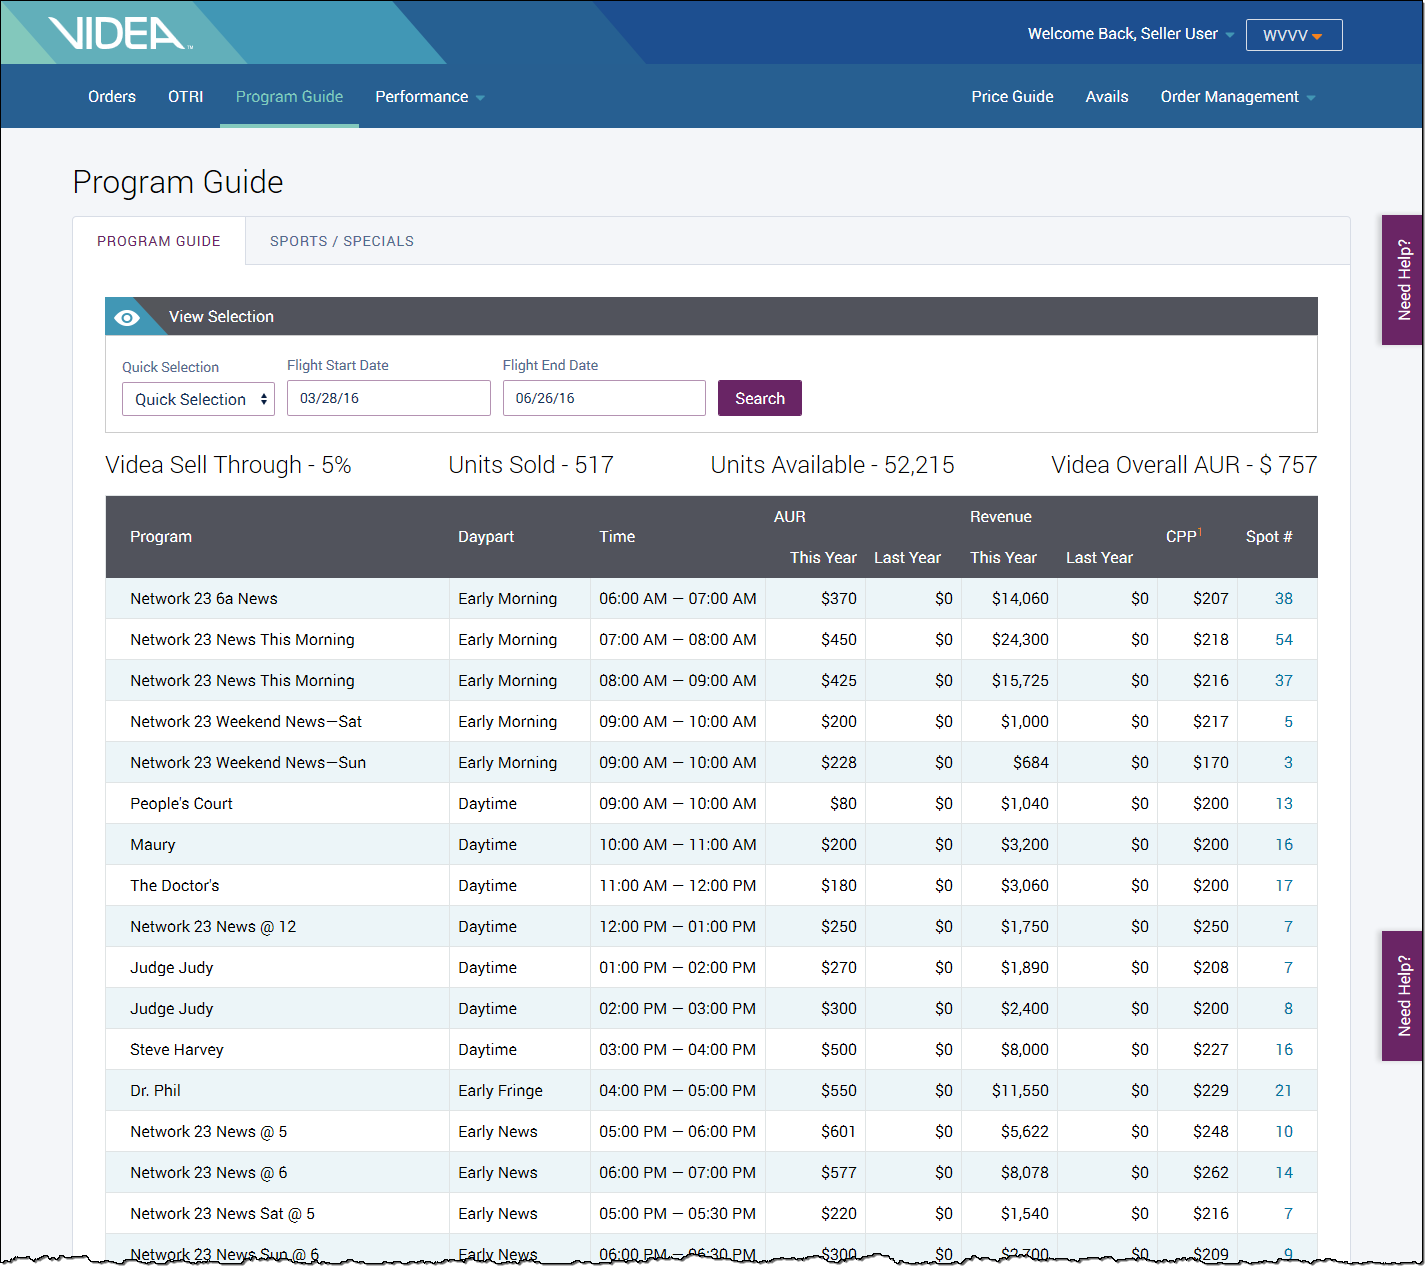 VIDEA™
Welcome Back, Seller User
WVVV
Orders OTRI Program Guide Performance Price Guide Avails Order Management
Program Guide
PROGRAM GUIDE SPORTS / SPECIALS
View Selection
Quick Selection Flight Start Date Flight End Date
Quick Selection 03/28/16 06/26/16 Search
Videa Sell Through - 5% Units Sold - 517 Units Available - 52,215 Videa Overall AUR - $ 757
AUR Revenue
Program Daypart Time CPP1 Spot #
This Year Last Year This Year Last Year
Network 23 6a News Early Morning 06:00 AM — 07:00 AM $370 $0 $14,060 $0 $207 38
Network 23 News This Morning Early Morning 07:00 AM — 08:00 AM $450 $0 $24,300 $0 $218 54
Network 23 News This Morning Early Morning 08:00 AM — 09:00 AM $425 $0 $15,725 $0 $216 37
Network 23 Weekend News—Sat Early Morning 09:00 AM — 10:00 AM $200 $0 $1,000 $0 $217 5
Network 23 Weekend News—Sun Early Morning 09:00 AM — 10:00 AM $228 $0 $684 $0 $170 3
People's Court Daytime 09:00 AM — 10:00 AM $80 $0 $1,040 $0 $200 13
Maury Daytime 10:00 AM — 11:00 AM $200 $0 $3,200 $0 $200 16
The Doctor's Daytime 11:00 AM — 12:00 PM $180 $0 $3,060 $0 $200 17
Network 23 News @ 12 Daytime 12:00 PM — 01:00 PM $250 $0 $1,750 $0 $250 7
Judge Judy Daytime 01:00 PM — 02:00 PM $270 $0 $1,890 $0 $208 7
Judge Judy Daytime 02:00 PM — 03:00 PM $300 $0 $2,400 $0 $200 8
Steve Harvey Daytime 03:00 PM — 04:00 PM $500 $0 $8,000 $0 $227 16
Dr. Phil Early Fringe 04:00 PM — 05:00 PM $550 $0 $11,550 $0 $229 21
Network 23 News @ 5 Early News 05:00 PM — 06:00 PM $601 $0 $5,622 $0 $248 10
Network 23 News @ 6 Early News 06:00 PM — 07:00 PM $577 $0 $8,078 $0 $262 14
Network 23 News Sat @ 5 Early News 05:00 PM — 05:30 PM $220 $0 $1,540 $0 $216 7
Network 23 News Sun @ 6 Early News 06:00 PM — 06:30 PM $300 $0 $2,700 $0 $209 9
Need Help?
Need Help?